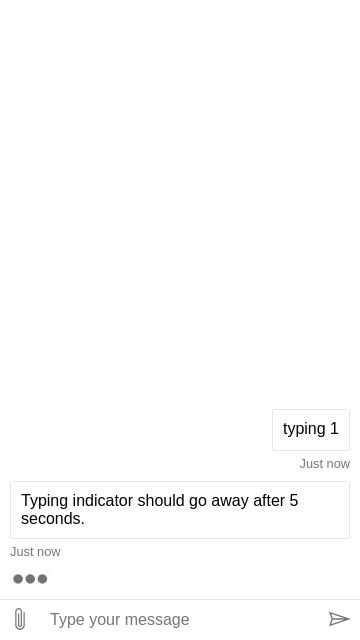 typing 1
Just now
Typing indicator should go away after 5
seconds.
Just now
Type your message